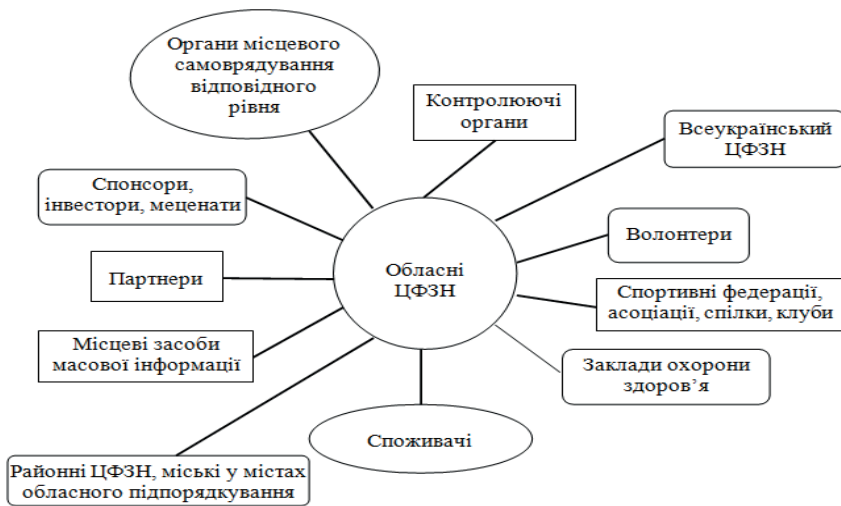 Органи місцевого
самоврядування
відповідного
рівня
Контролюючі
органи
Всеукраїнський
ЦФЗН
Спонсори,
інвестори, меценати
Волонтери
Партнери
Обласні
ЦФЗН
Спортивні федерації,
асоціації, спілки, клуби
Місцеві засоби
масової інформації
Заклади охорони
здоров’я
Споживачі
Районні ЦФЗН, міські у містах
обласного підпорядкування